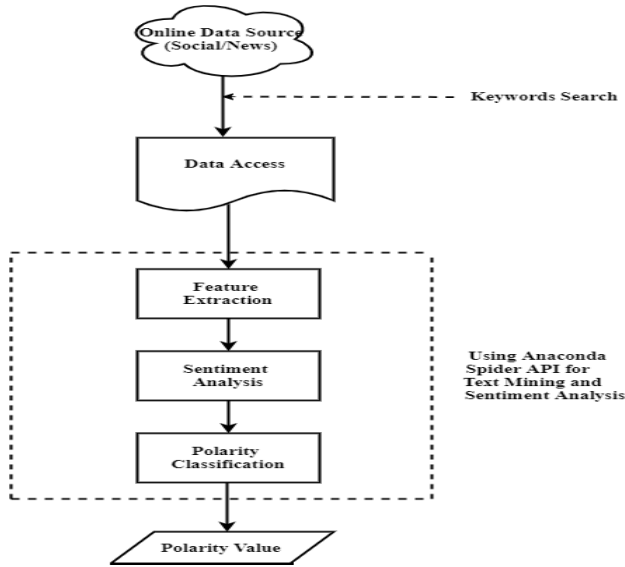 Online Data Source
(Social/News)
Keywords Search
Data Access
Feature
Extraction
Sentiment
Analysis
Using Anaconda
Spider API for
Text Mining and
Sentiment Analysis
Polarity
Classification
Polarity Value